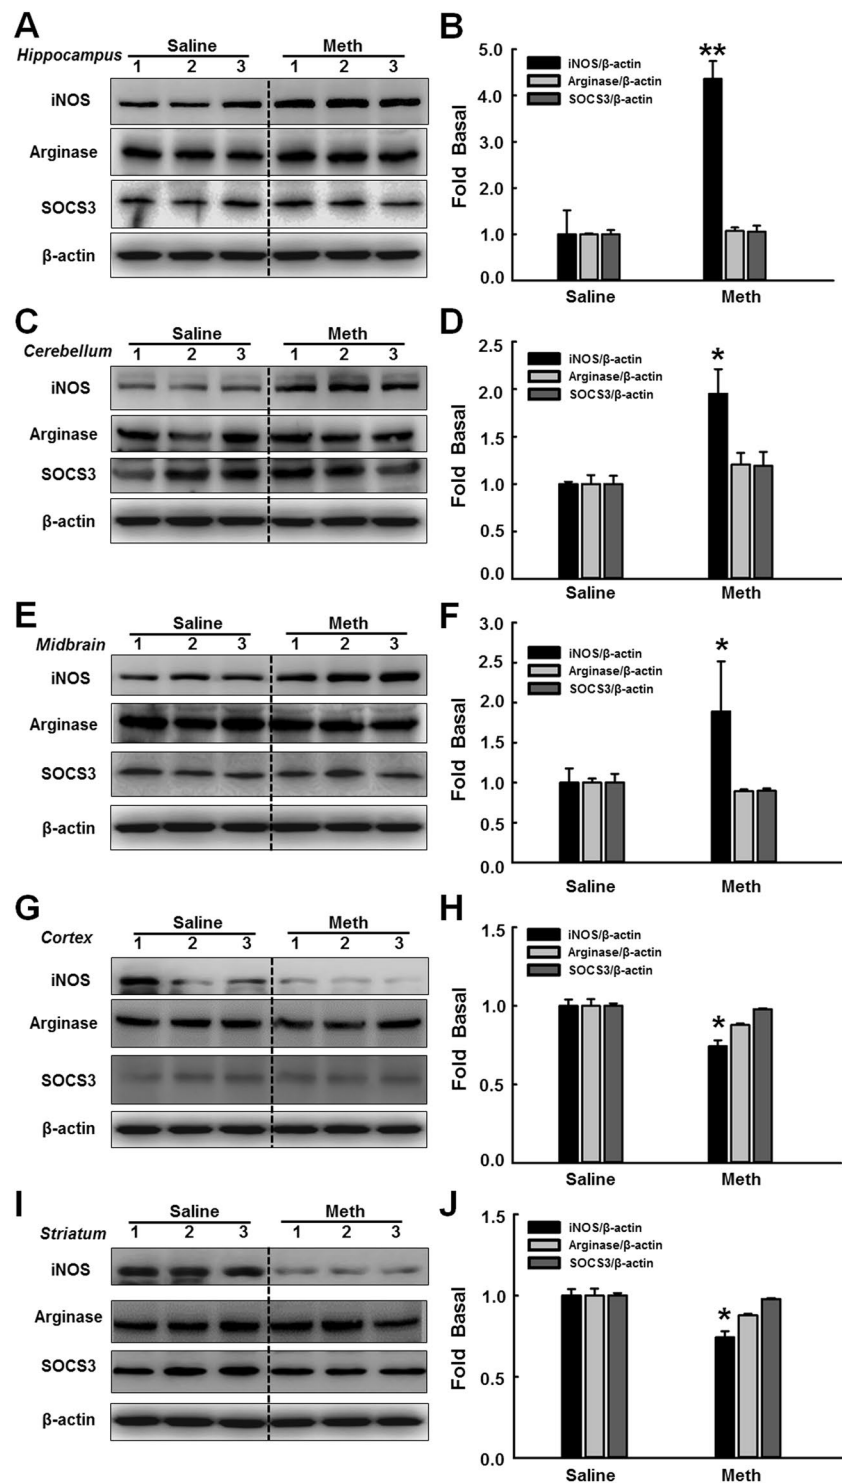 A
Saline Meth
Hippocampus 1 2 3 1 2 3
iNOS
Arginase
SOCS3
β-actin
B
5.0
4.0
3.0
2.0
1.0
0.0
Fold Basal
iNOS/β-actin
Arginase/β-actin
SOCS3/β-actin
**
Saline Meth
C
Saline Meth
Cerebellum 1 2 3 1 2 3
iNOS
Arginase
SOCS3
β-actin
D
2.5
2.0
1.5
1.0
0.5
0.0
Fold Basal
iNOS/β-actin
Arginase/β-actin
SOCS3/β-actin
*
Saline Meth
E
Saline Meth
Midbrain 1 2 3 1 2 3
iNOS
Arginase
SOCS3
β-actin
F
3.0
2.5
2.0
1.5
1.0
0.5
0.0
Fold Basal
iNOS/β-actin
Arginase/β-actin
SOCS3/β-actin
*
Saline Meth
G
Saline Meth
Cortex 1 2 3 1 2 3
iNOS
Arginase
SOCS3
β-actin
H
1.5
1.0
0.5
0.0
Fold Basal
iNOS/β-actin
Arginase/β-actin
SOCS3/β-actin
*
Saline Meth
I
Saline Meth
Striatum 1 2 3 1 2 3
iNOS
Arginase
SOCS3
β-actin
J
1.5
1.0
0.5
0.0
Fold Basal
iNOS/β-actin
Arginase/β-actin
SOCS3/β-actin
*
Saline Meth